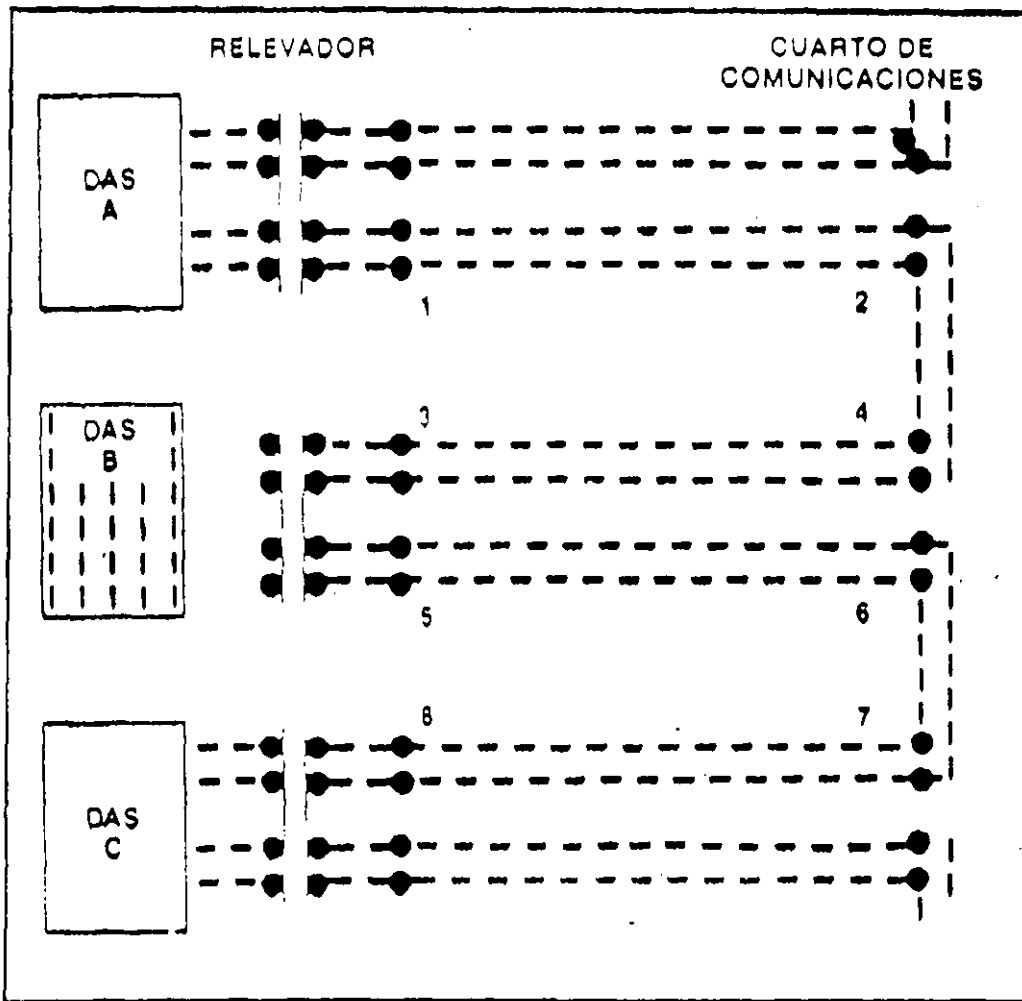 RELEVADOR
CUARTO DE
COMUNICACIONES
DAS
A
1
2
DAS
B
3
4
5
6
DAS
C
8
7